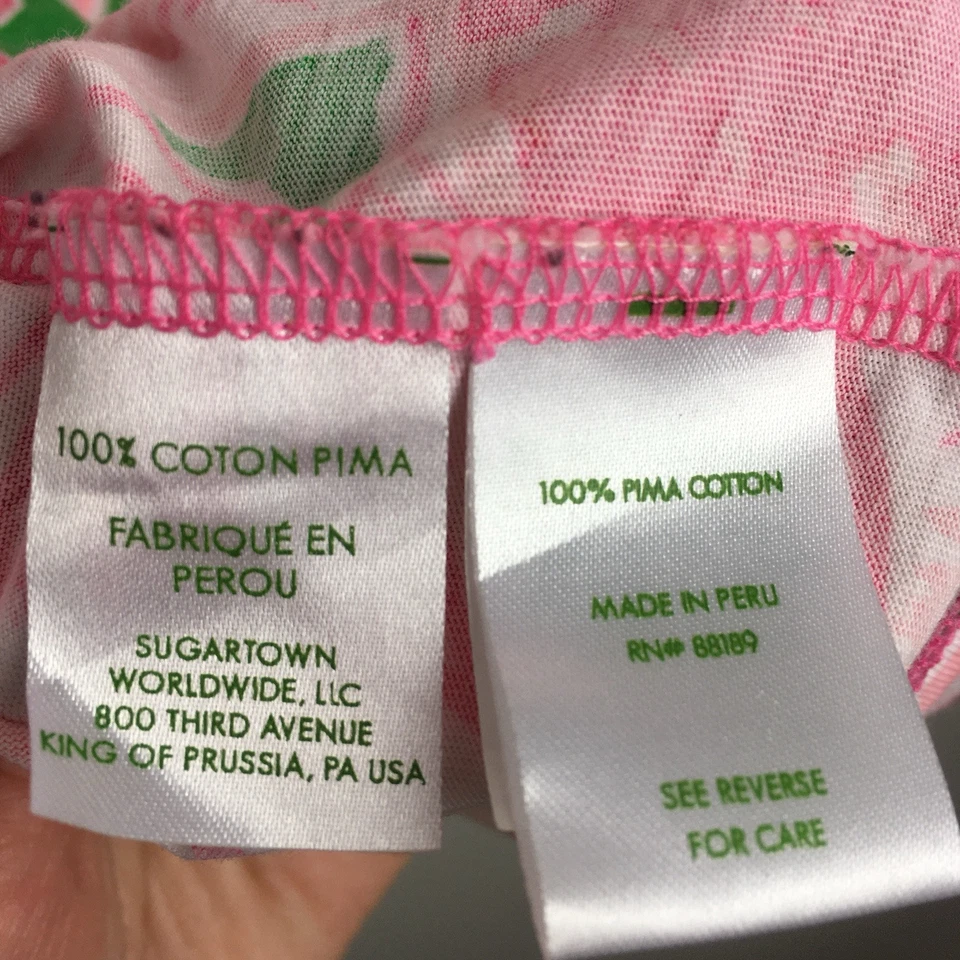 100% COTON PIMA
FABRIQUÉ EN
PEROU
SUGARTOWN
WORLDWIDE, LLC
800 THIRD AVENUE
KING OF PRUSSIA, PA USA
100% PIMA COTTON
MADE IN PERU
RN# 88189
SEE REVERSE
FOR CARE